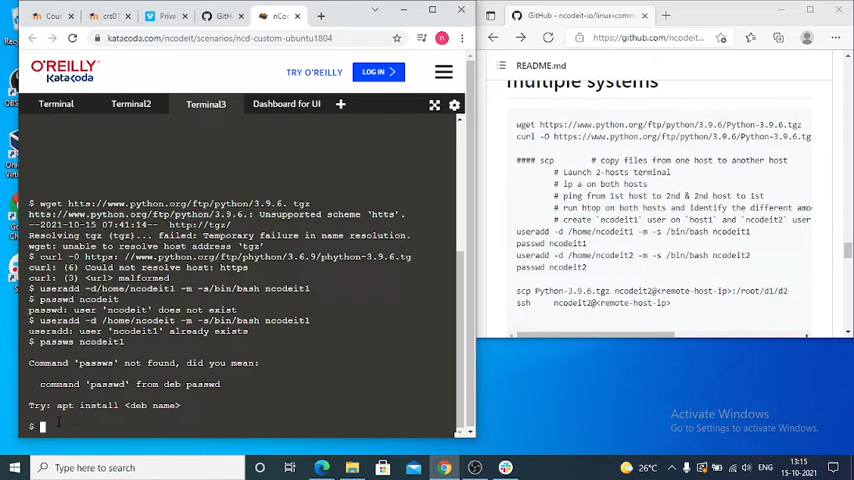 Cour
crs01
Priva
GitH
nCo
katacoda.com/ncodeit/scenarios/ncd-custom-ubuntu1804
O'REILLY
Katacoda
TRY O'REILLY
LOG IN
Terminal
Terminal2
Terminal3
Dashboard for UI
$ wget htts://www.python.org/ftp/python/3.9.6. tgz
htts://www.python.org/ftp/python/3.9.6.: Unsupported scheme ‘htts’.
--2021-10-15 07:41:14--  http://tgz/
Resolving tgz (tgz)... failed: Temporary failure in name resolution.
wget: unable to resolve host address ‘tgz’
$ curl -O https: //www.python.org/ftp/phython/3.6.9/phython-3.9.6.tg
curl: (6) Could not resolve host: https
curl: (3) <url> malformed
$ useradd -d/home/ncodeit1 -m -s/bin/bash ncodeit1
$ passwd ncodeit
passwd: user 'ncodeit' does not exist
$ useradd -d /home/ncodeit -m -s/bin/bash ncodeit1
useradd: user 'ncodeit1' already exists
$ passws ncodeit1
Command 'passws' not found, did you mean:
command 'passwd' from deb passwd
Try: apt install <deb name>
$
GitHub - ncodeit-io/linux-comm
https://github.com/ncodeit...
README.md
multiple systems
wget https://www.python.org/ftp/python/3.9.6/Python-3.9.6.tgz
curl -O https://www.python.org/ftp/python/3.9.6/Python-3.9.6.tg
#### scp # copy files from one host to another host
# Launch 2-hosts terminal
# ip a on both hosts
# ping from 1st host to 2nd & 2nd host to 1st
# run htop on both hosts and identify the different amo
# create `ncodeit1` user on `host1` and `ncodeit2` user
useradd -d /home/ncodeit1 -m -s /bin/bash ncodeit1
passwd ncodeit1
useradd -d /home/ncodeit2 -m -s /bin/bash ncodeit2
passwd ncodeit2
scp Python-3.9.6.tgz ncodeit2@<remote-host-ip>:/root/d1/d2
ssh ncodeit2@<remote-host-ip>
Activate Windows
Go to Settings to activate Windows.
Type here to search
26°C
ENG
13:15
15-10-2021